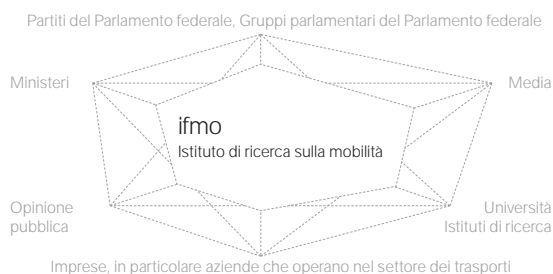 Partiti del Parlamento federale, Gruppi parlamentari del Parlamento federale
Ministeri
Media
ifmo
Istituto di ricerca sulla mobilità
Opinione
pubblica
Università
Istituti di ricerca
Imprese, in particolare aziende che operano nel settore dei trasporti